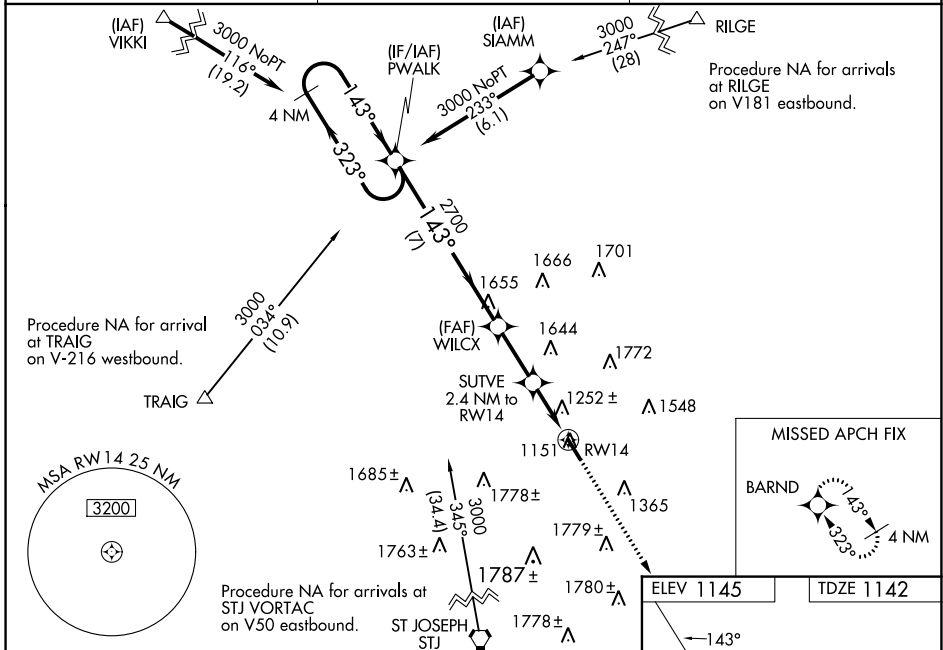 (IAF)
VIKKI
3000 NoPT
116°
(19.2)
(IF/IAF)
PWALK
(IAF)
SIAMM
3000
247°
(28)
RILGE
Procedure NA for arrivals
at RILGE
on V181 eastbound.
3000 NoPT
233°
(6.1)
4 NM
143°
323°
2700
143°
(7)
1655
1666
1701
Procedure NA for arrival
at TRAIG
on V-216 westbound.
3000
034°
(10.9)
TRAIG
(FAF)
WILCX
1644
1772
SUTVE
2.4 NM to
RW14
1252 ±
1548
1151
RW14
MISSED APCH FIX
BARND
143°
323°
4 NM
MSA RW14 25 NM
3200
1685±
1778±
1365
3000
345°
(34.4)
1763±
1779±
1787 ±
1780±
Procedure NA for arrivals at
STJ VORTAC
on V50 eastbound.
ST JOSEPH
STJ
1778±
ELEV 1145
TDZE 1142
143°